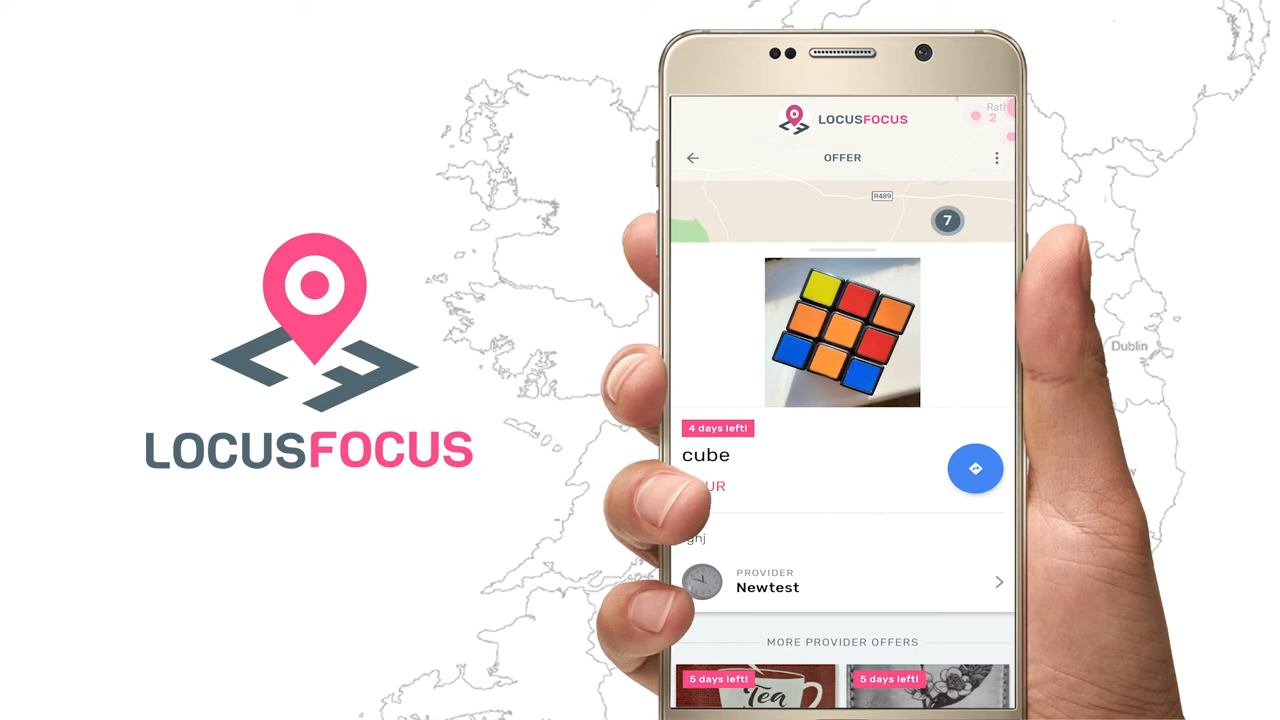 LOCUSFOCUS
LOCUSFOCUS
2
OFFER
R489
7
4 days left!
cube
PROVIDER
Newtest
MORE PROVIDER OFFERS
5 days left!
5 days left!
Tea
Dublin